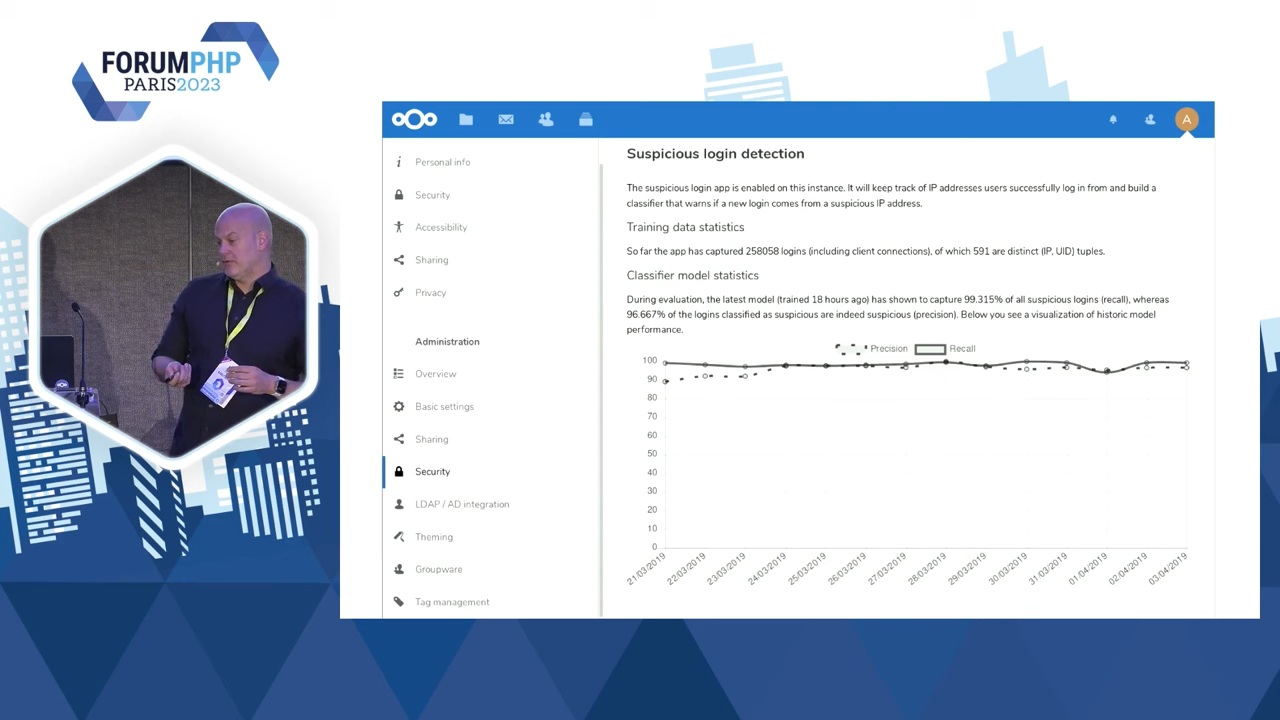 FORUMPHP
PARIS2023
A
Personal info
Security
Accessibility
Sharing
Privacy
Administration
Overview
Basic settings
Sharing
Security
LDAP / AD integration
Theming
Groupware
Tag management
Suspicious login detection
The suspicious login app is enabled on this instance. It will keep track of IP addresses users successfully log in from and build a
classifier that warns if a new login comes from a suspicious IP address.
Training data statistics
So far the app has captured 258058 logins (including client connections), of which 591 are distinct (IP, UID) tuples.
Classifier model statistics
During evaluation, the latest model (trained 18 hours ago) has shown to capture 99.315% of all suspicious logins (recall), whereas
96.667% of the logins classified as suspicious are indeed suspicious (precision). Below you see a visualization of historic model
performance.
Precision Recall
100
90
80
70
60
50
40
30
20
10
0
21/03/2019 22/03/2019 23/03/2019 24/03/2019 25/03/2019 26/03/2019 27/03/2019 28/03/2019 29/03/2019 30/03/2019 31/03/2019 01/04/2019 02/04/2019 03/04/2019